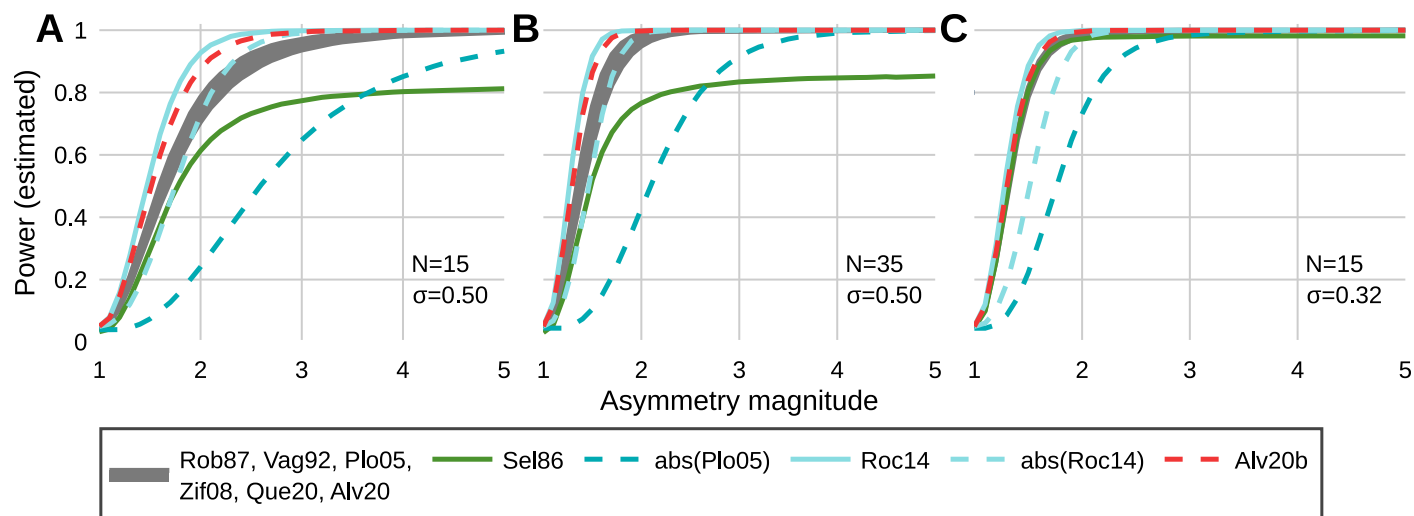 A
B
C
Power (estimated)
1
0.8
0.6
0.4
0.2
0
N=15
σ=0.50
N=35
σ=0.50
N=15
σ=0.32
1 2 3 4 5
1 2 3 4 5
1 2 3 4 5
Asymmetry magnitude
Rob87, Vag92, Plo05,
Zif08, Que20, Alv20
Sel86
abs(Plo05)
Roc14
abs(Roc14)
Alv20b